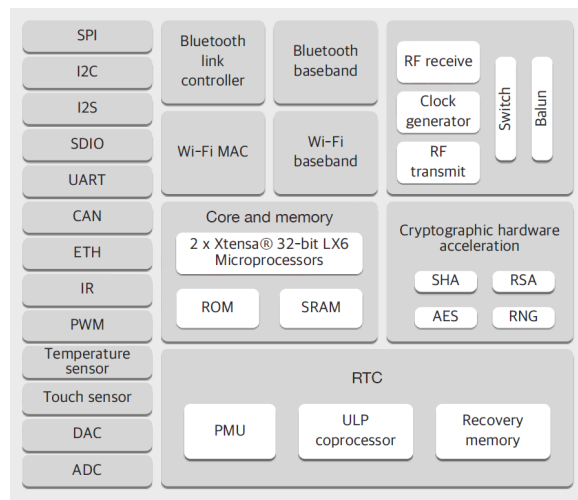 SPI
I2C
I2S
SDIO
UART
CAN
ETH
IR
PWM
Temperature
sensor
Touch sensor
DAC
ADC
Bluetooth
link
controller
Bluetooth
baseband
Wi-Fi MAC
Wi-Fi
baseband
RF receive
Clock
generator
RF
transmit
Switch
Balun
Core and memory
2 x Xtensa® 32-bit LX6
Microprocessors
ROM
SRAM
Cryptographic hardware
acceleration
SHA
RSA
AES
RNG
RTC
PMU
ULP
coprocessor
Recovery
memory